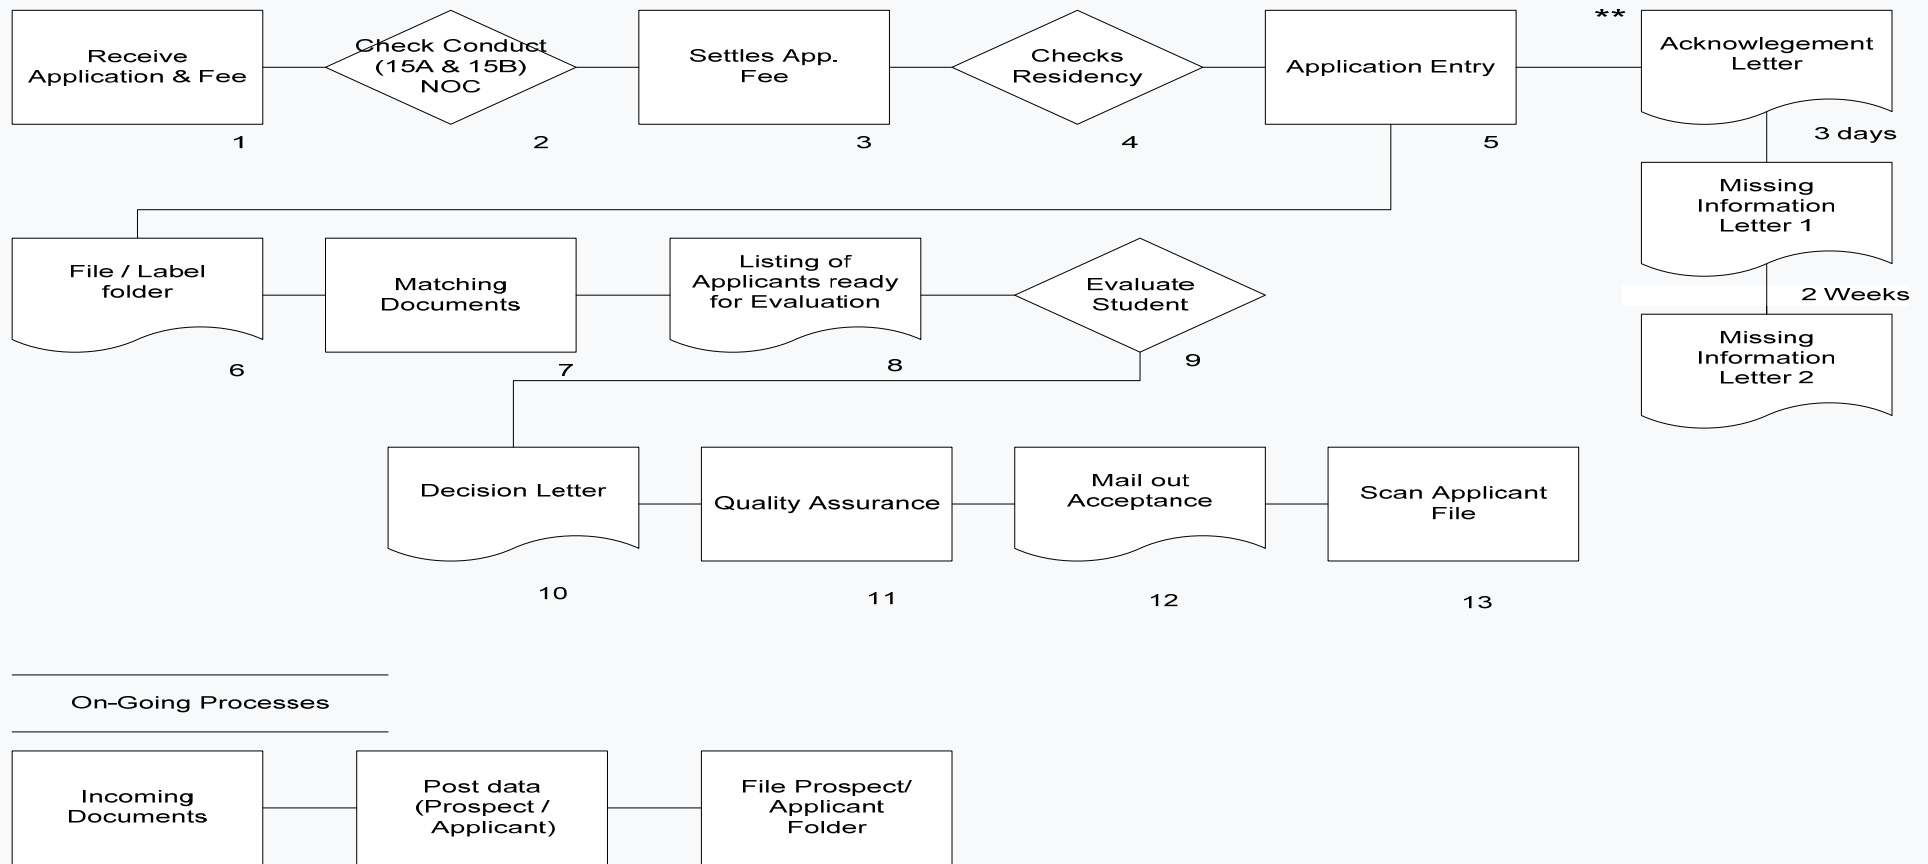 Receive
Application & Fee
1
Check Conduct
(15A & 15B)
NOC
2
Settles App.
Fee
3
Checks
Residency
4
Application Entry
5
**
Acknowlegement
Letter
3 days
Missing
Information
Letter 1
2 Weeks
Missing
Information
Letter 2
File / Label
folder
6
Matching
Documents
7
Listing of
Applicants ready
for Evaluation
8
Evaluate
Student
9
Decision Letter
10
Quality Assurance
11
Mail out
Acceptance
12
Scan Applicant
File
13
On-Going Processes
Incoming
Documents
Post data
(Prospect /
Applicant)
File Prospect/
Applicant
Folder